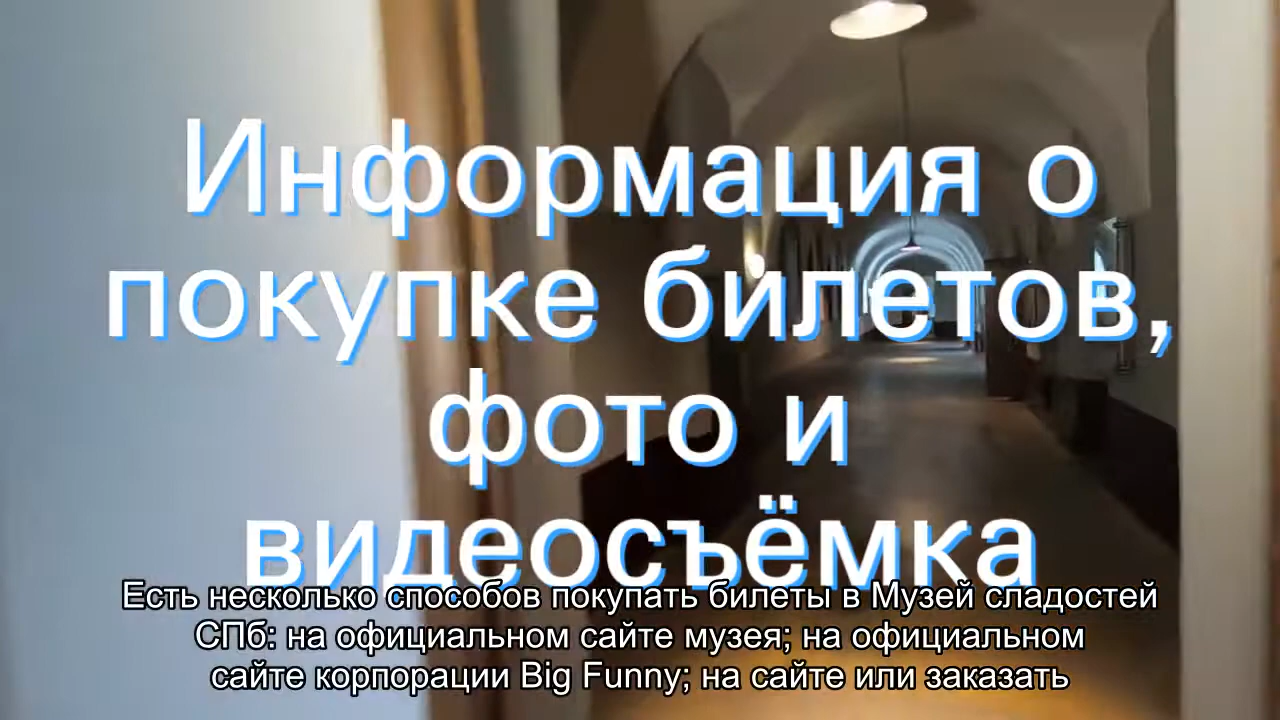 Информация о
покупке билетов,
фото и
видеосъёмка
Есть несколько способов покупать билеты в Музей сладостей
СПб: на официальном сайте музея; на официальном
сайте корпорации Big Funny; на сайте или заказать